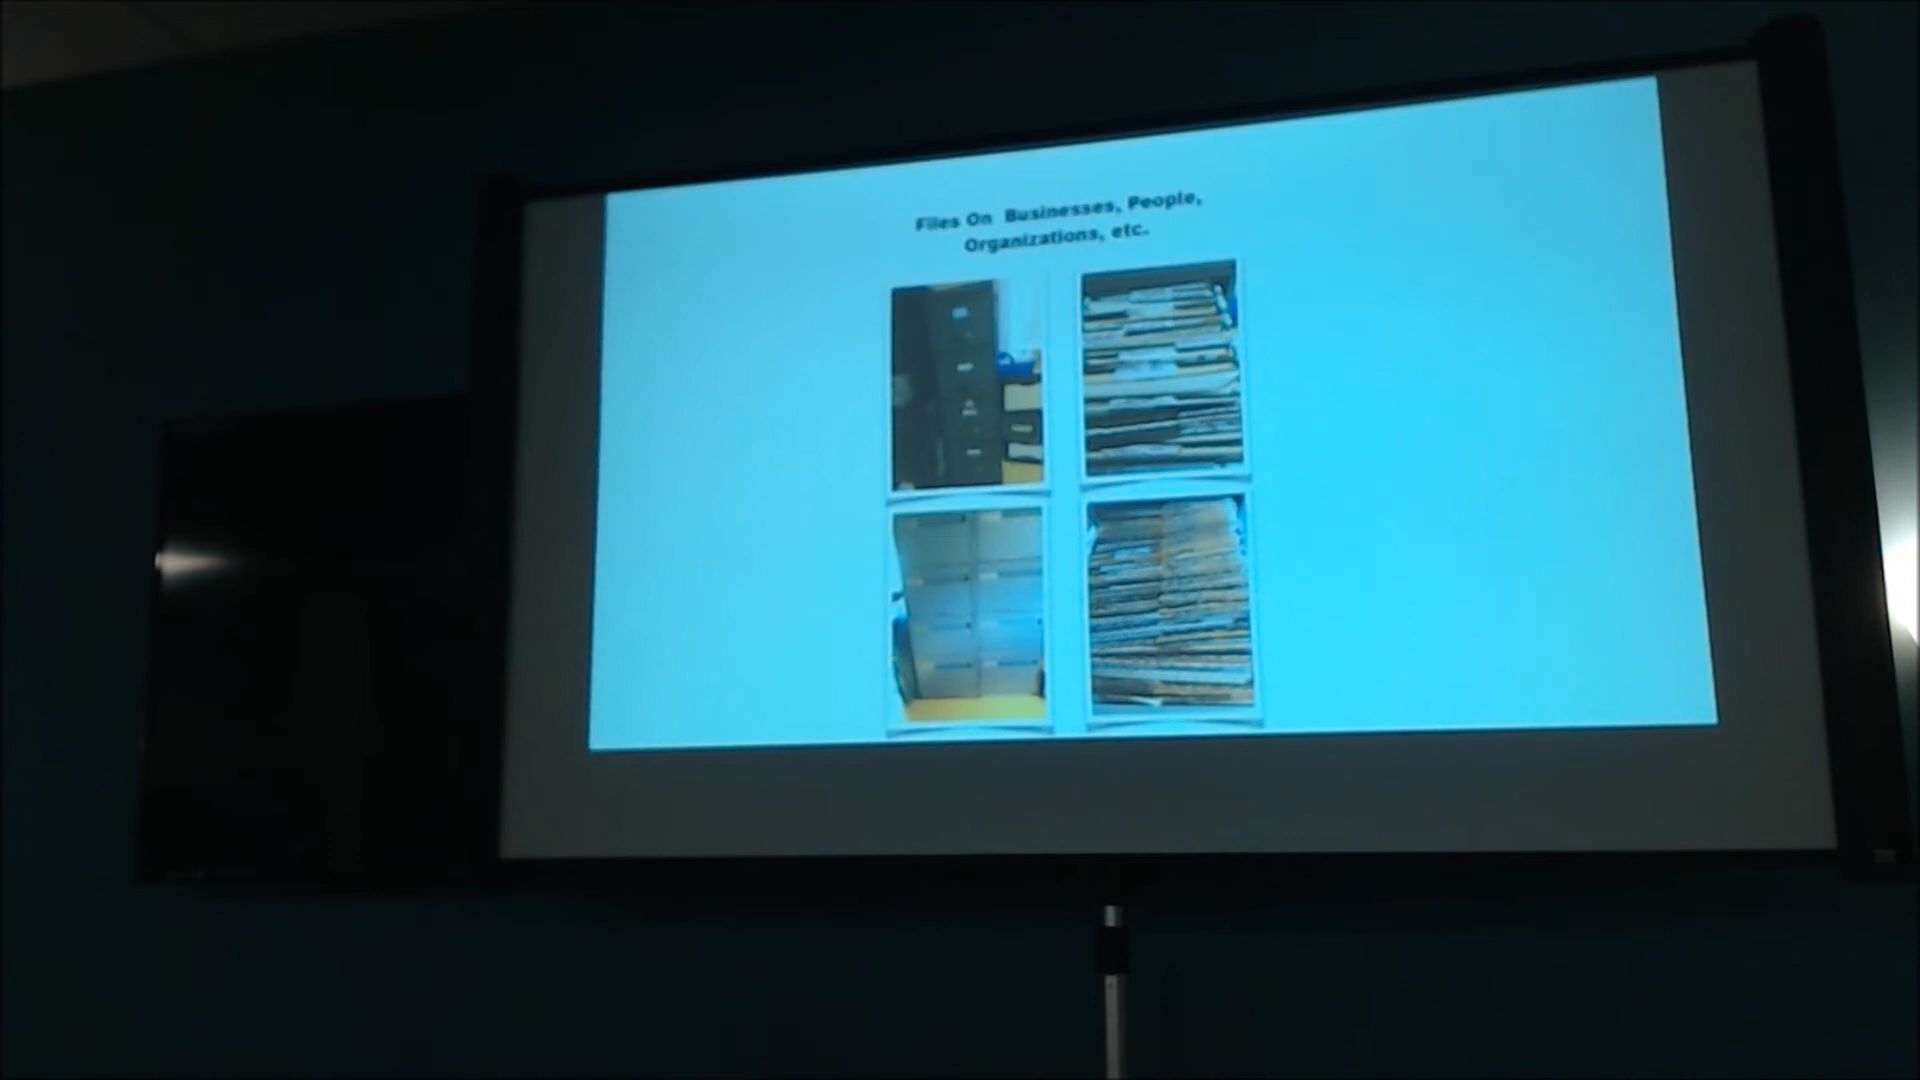 Files On Businesses, People,
Organizations, etc.